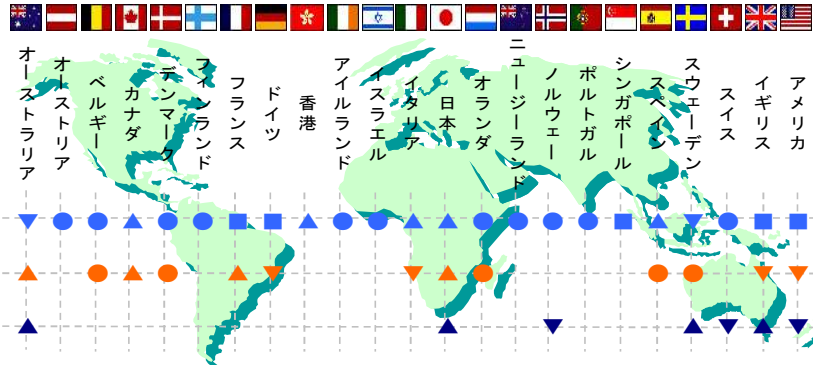 オーストラリア
オーストリア
ベルギー
カナダ
デンマーク
フィンランド
フランス
ドイツ
香港
アイルランド
イスラエル
イタリア
日本
オランダ
ニュージーランド
ノルウェー
ポルトガル
シンガポール
スペイン
スウェーデン
スイス
イギリス
アメリカ